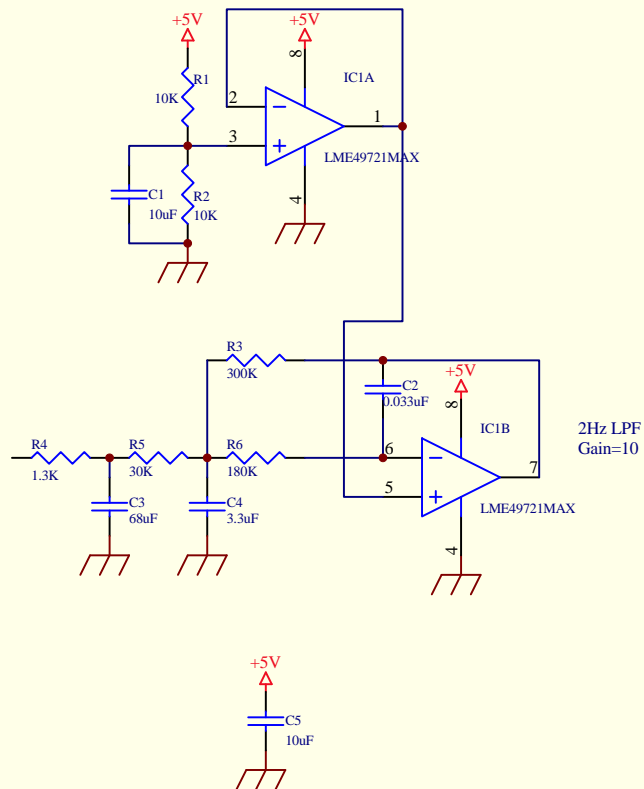 +5V
+5V
R1
10K
8
IC1A
2
1
3
LME49721MAX
C1
10uF
R2
10K
4
R3
300K
+5V
C2
0.033uF
8
IC1B
2Hz LPF
Gain=10
R4
1.3K
R5
30K
R6
180K
6
7
5
C3
68uF
C4
3.3uF
LME49721MAX
4
+5V
C5
10uF